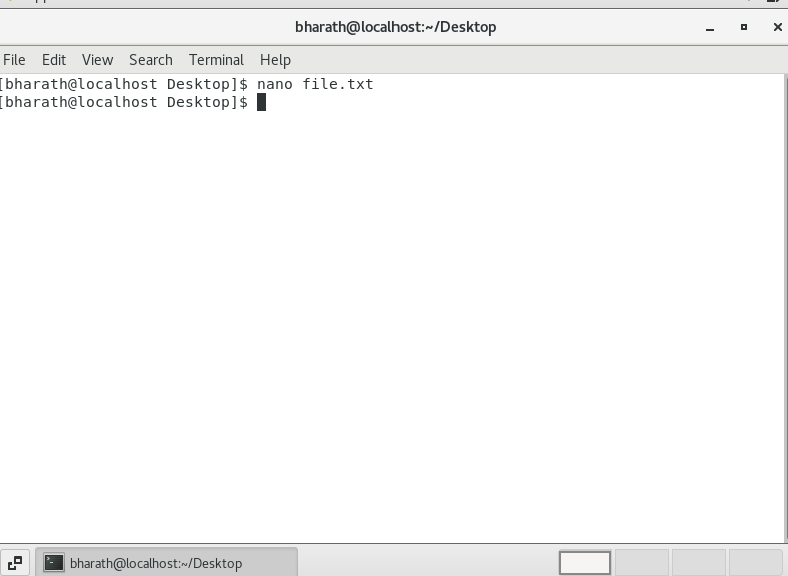 bharath@localhost:~/Desktop
File Edit View Search Terminal Help
[bharath@localhost Desktop]$ nano file.txt
[bharath@localhost Desktop]$
bharath@localhost:~/Desktop